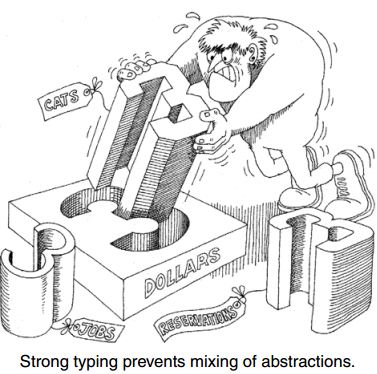 CATS
DOLLARS
JOBS
RESERVATIONS
Strong typing prevents mixing of abstractions.